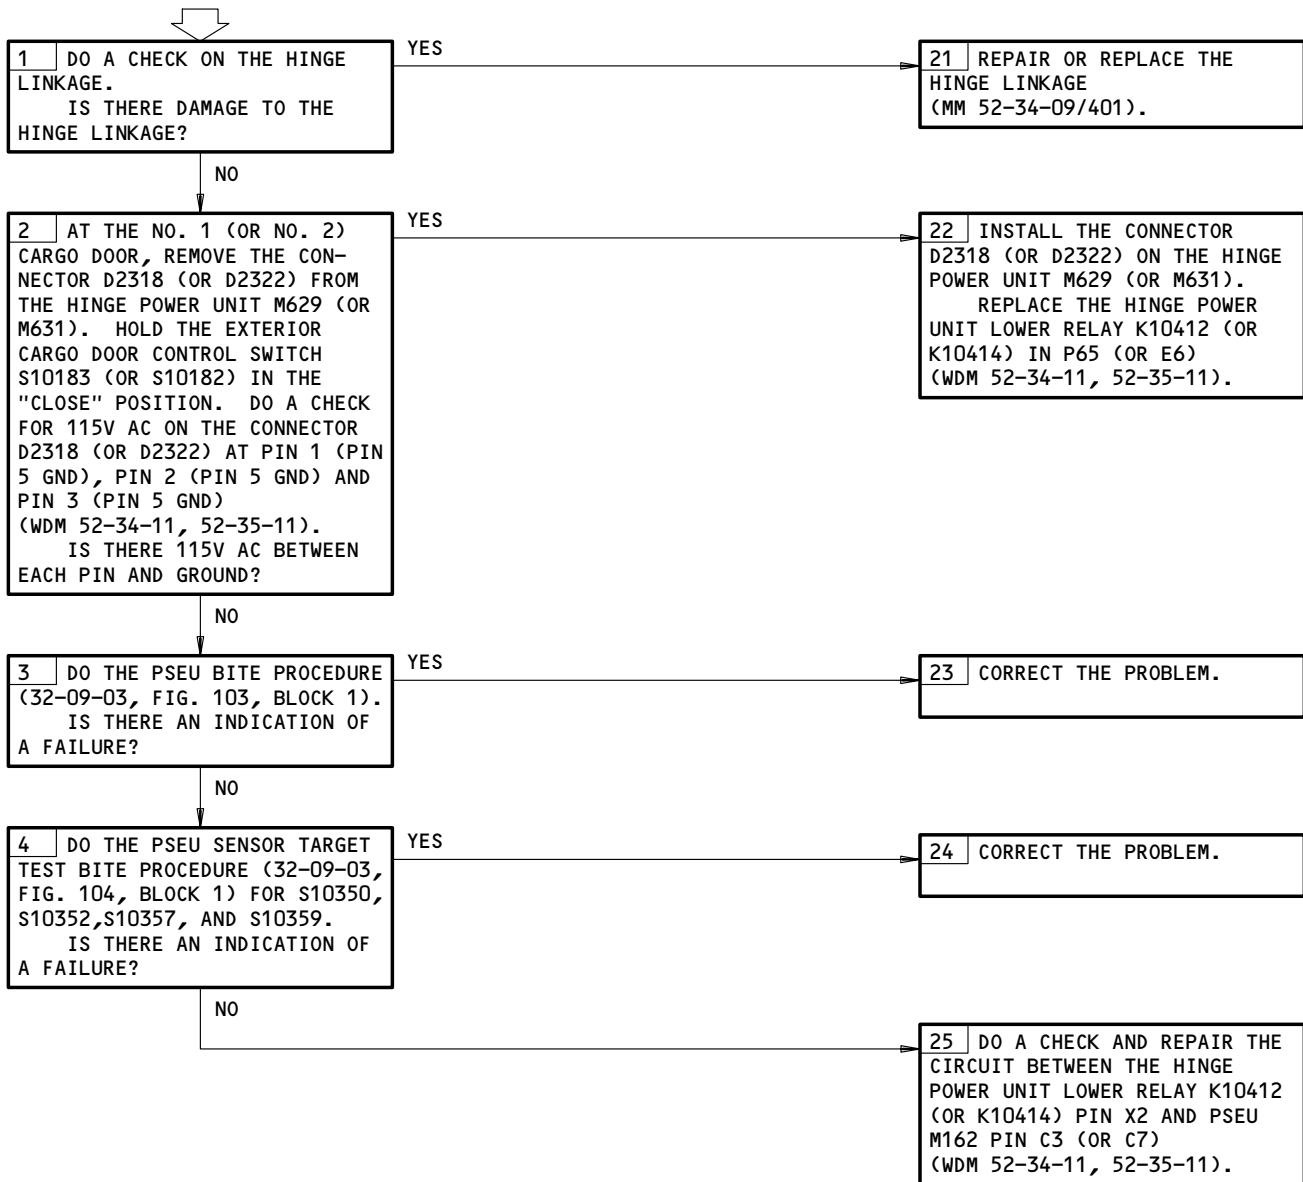 1 DO A CHECK ON THE HINGE
LINKAGE.
IS THERE DAMAGE TO THE
HINGE LINKAGE?
YES
21 REPAIR OR REPLACE THE
HINGE LINKAGE
(MM 52-34-09/401).
NO
2 AT THE NO. 1 (OR NO. 2)
CARGO DOOR, REMOVE THE CON-
NECTOR D2318 (OR D2322) FROM
THE HINGE POWER UNIT M629 (OR
M631). HOLD THE EXTERIOR
CARGO DOOR CONTROL SWITCH
S10183 (OR S10182) IN THE
"CLOSE" POSITION. DO A CHECK
FOR 115V AC ON THE CONNECTOR
D2318 (OR D2322) AT PIN 1 (PIN
5 GND), PIN 2 (PIN 5 GND) AND
PIN 3 (PIN 5 GND)
(WDM 52-34-11, 52-35-11).
IS THERE 115V AC BETWEEN
EACH PIN AND GROUND?
YES
22 INSTALL THE CONNECTOR
D2318 (OR D2322) ON THE HINGE
POWER UNIT M629 (OR M631).
REPLACE THE HINGE POWER
UNIT LOWER RELAY K10412 (OR
K10414) IN P65 (OR E6)
(WDM 52-34-11, 52-35-11).
NO
3 DO THE PSEU BITE PROCEDURE
(32-09-03, FIG. 103, BLOCK 1).
IS THERE AN INDICATION OF
A FAILURE?
YES
23 CORRECT THE PROBLEM.
NO
4 DO THE PSEU SENSOR TARGET
TEST BITE PROCEDURE (32-09-03,
FIG. 104, BLOCK 1) FOR S10350,
S10352,S10357, AND S10359.
IS THERE AN INDICATION OF
A FAILURE?
YES
24 CORRECT THE PROBLEM.
NO
25 DO A CHECK AND REPAIR THE
CIRCUIT BETWEEN THE HINGE
POWER UNIT LOWER RELAY K10412
(OR K10414) PIN X2 AND PSEU
M162 PIN C3 (OR C7)
(WDM 52-34-11, 52-35-11).